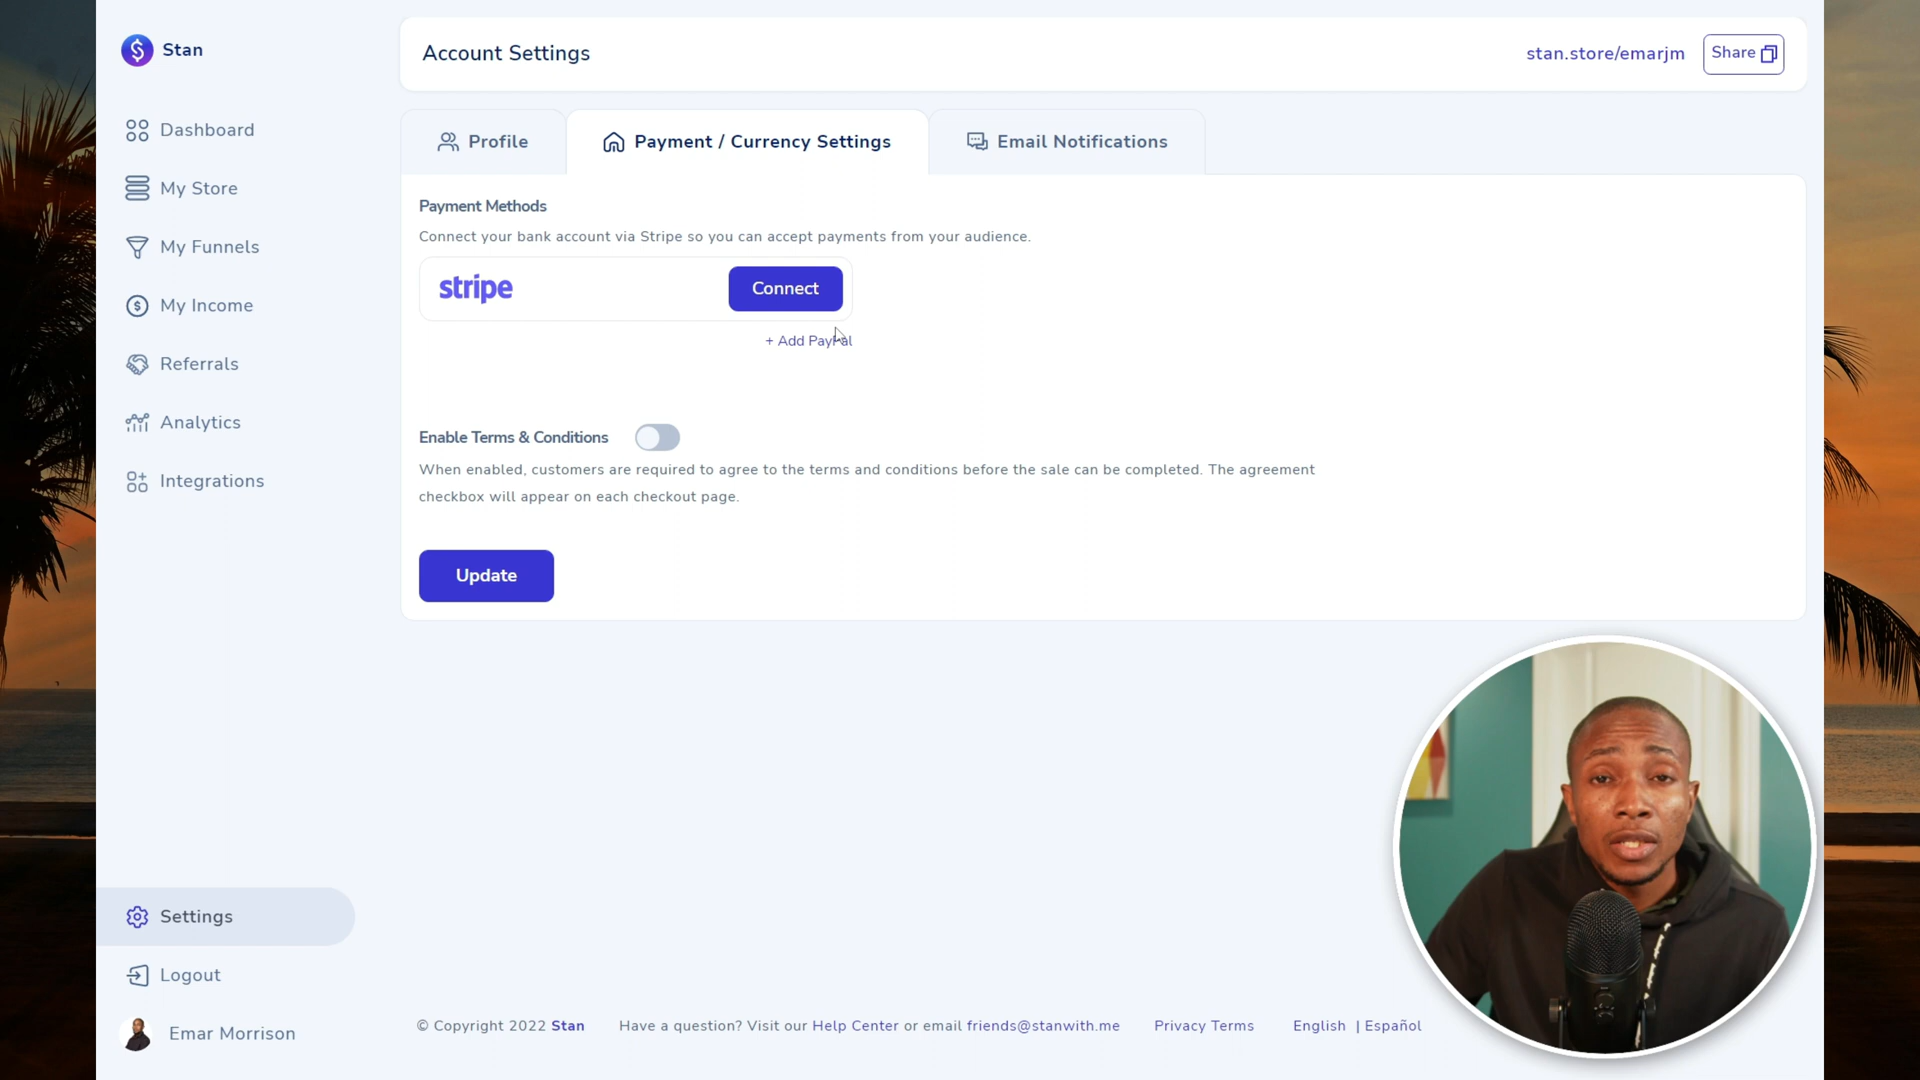 Stan
Dashboard
My Store
My Funnels
My Income
Referrals
Analytics
Integrations
Settings
Logout
Emar Morrison
Account Settings
stan.store/emarjm
Share
Profile
Payment / Currency Settings
Email Notifications
Payment Methods
Connect your bank account via Stripe so you can accept payments from your audience.
stripe
Connect
+ Add PayPal
Enable Terms & Conditions
When enabled, customers are required to agree to the terms and conditions before the sale can be completed. The agreement
checkbox will appear on each checkout page.
Update
© Copyright 2022 Stan
Have a question? Visit our Help Center or email friends@stanwith.me
Privacy Terms
English | Español